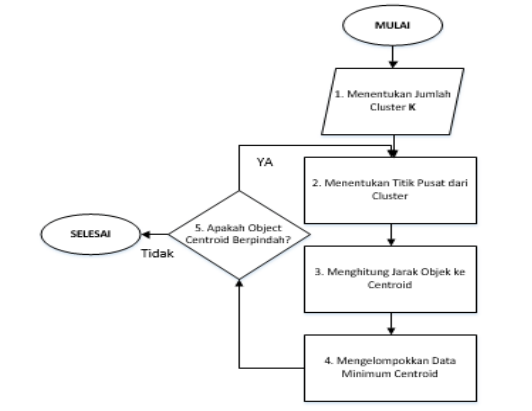 MULAI
1. Menentukan Jumlah
Cluster K
YA
2. Menentukan Titik Pusat dari
Cluster
5. Apakah Object
Centroid Berpindah?
SELESAI
Tidak
3. Menghitung Jarak Objek ke
Centroid
4. Mengelompokkan Data
Minimum Centroid